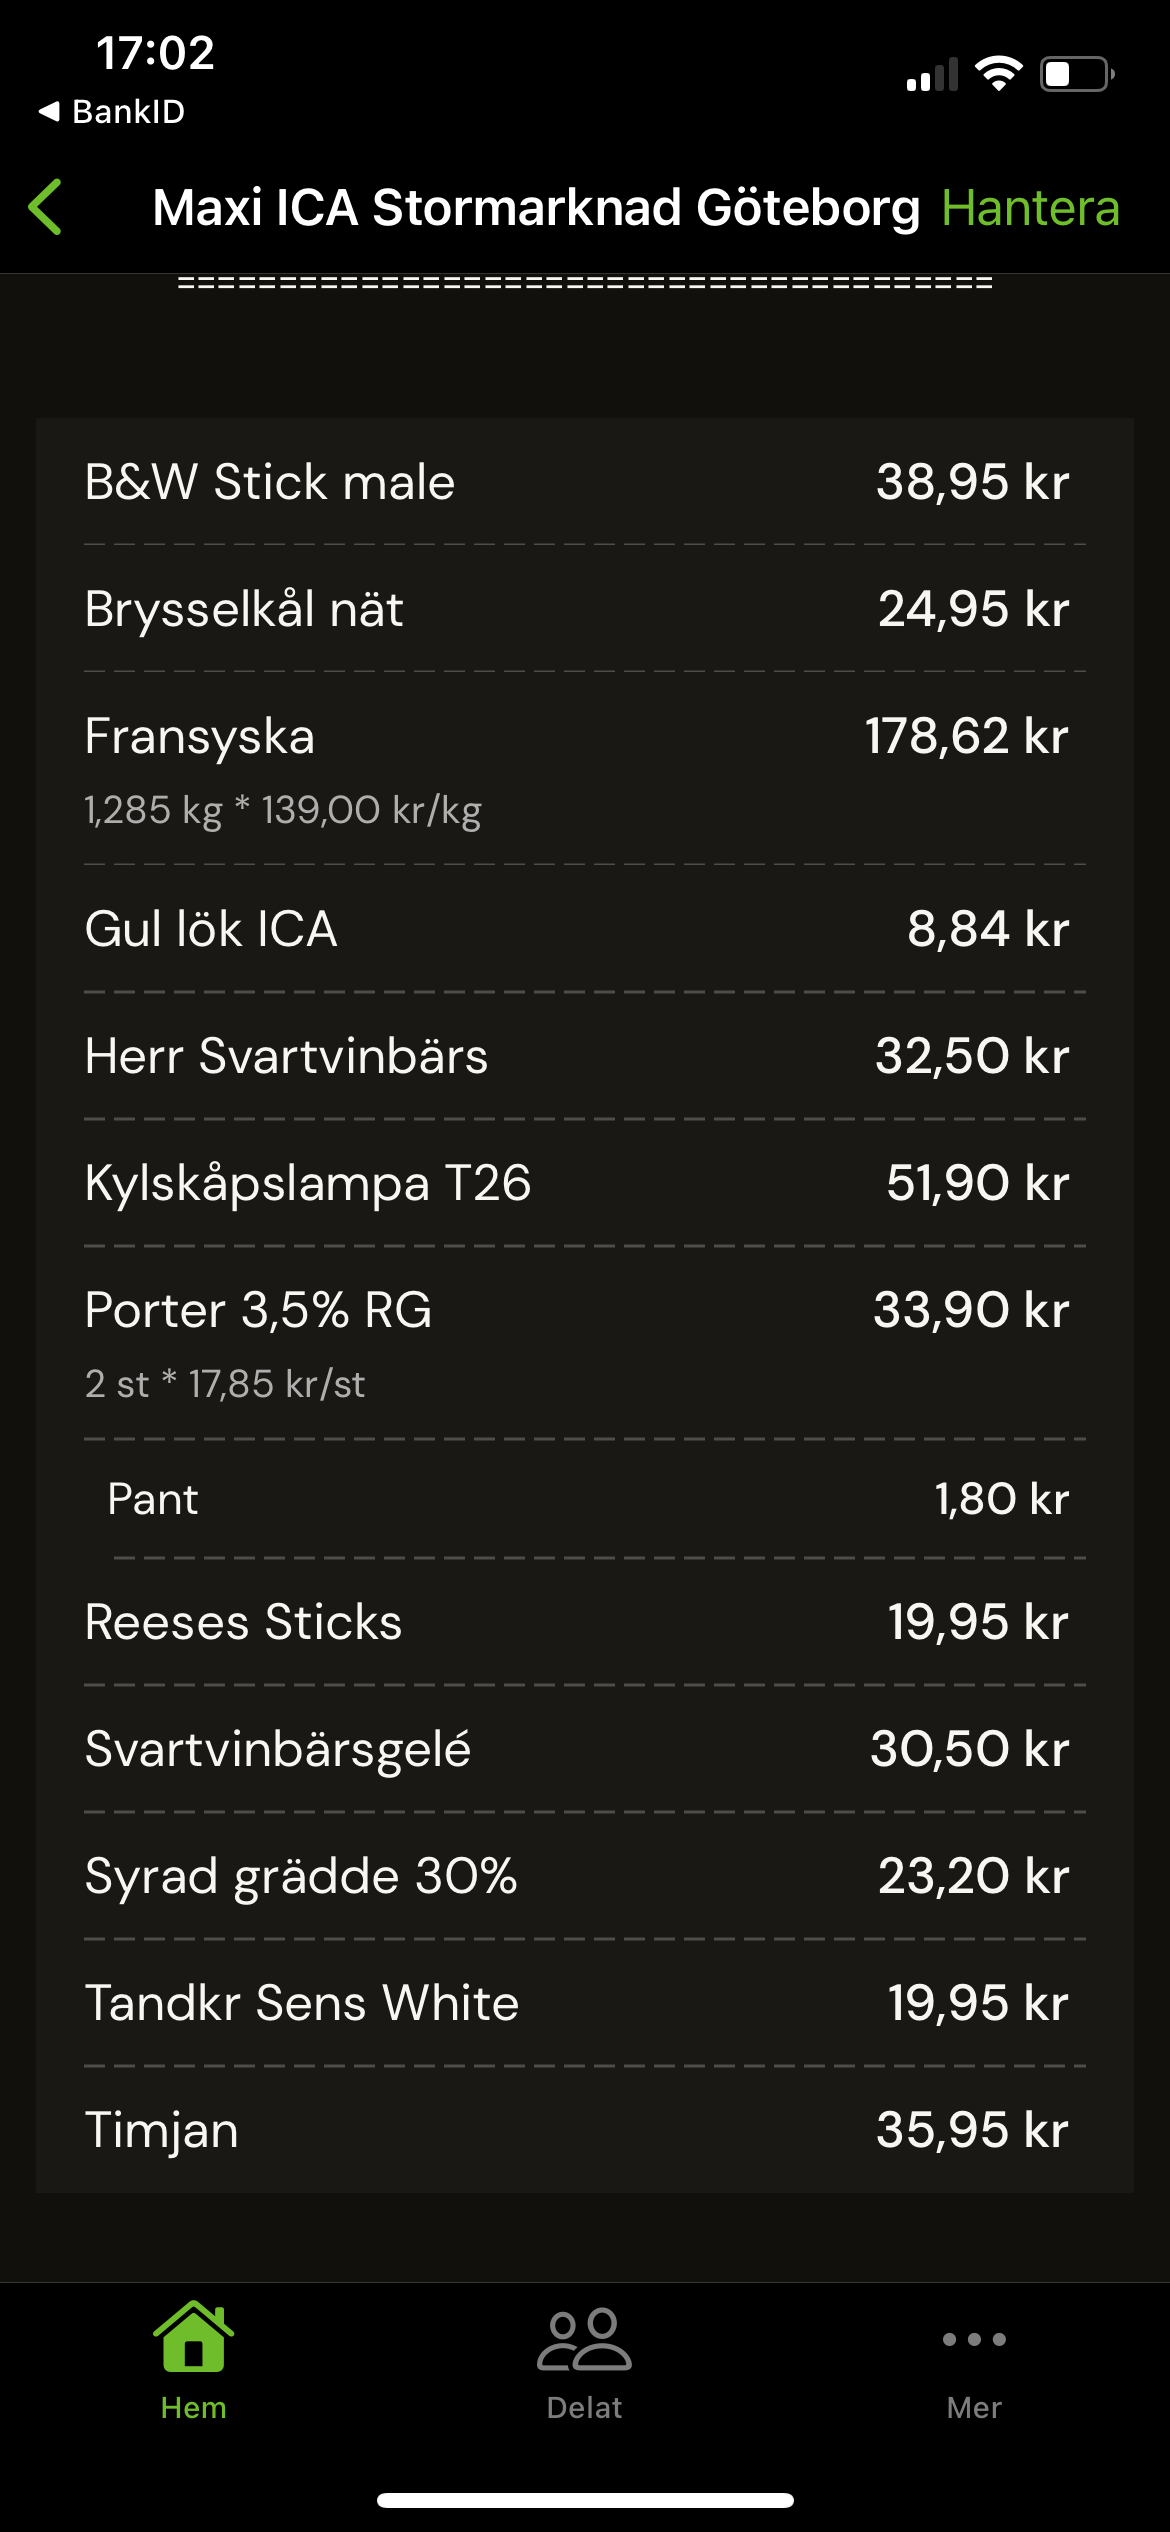 17:02
◀ BankID
Maxi ICA Stormarknad Göteborg Hantera
========================================
B&W Stick male 38,95 kr
Brysselkål nät 24,95 kr
Fransyska 178,62 kr
1,285 kg * 139,00 kr/kg
Gul lök ICA 8,84 kr
Herr Svartvinbärs 32,50 kr
Kylskåpslampa T26 51,90 kr
Porter 3,5% RG 33,90 kr
2 st * 17,85 kr/st
Pant 1,80 kr
Reeses Sticks 19,95 kr
Svartvinbärsgelé 30,50 kr
Syrad grädde 30% 23,20 kr
Tandkr Sens White 19,95 kr
Timjan 35,95 kr
Hem Delat Mer